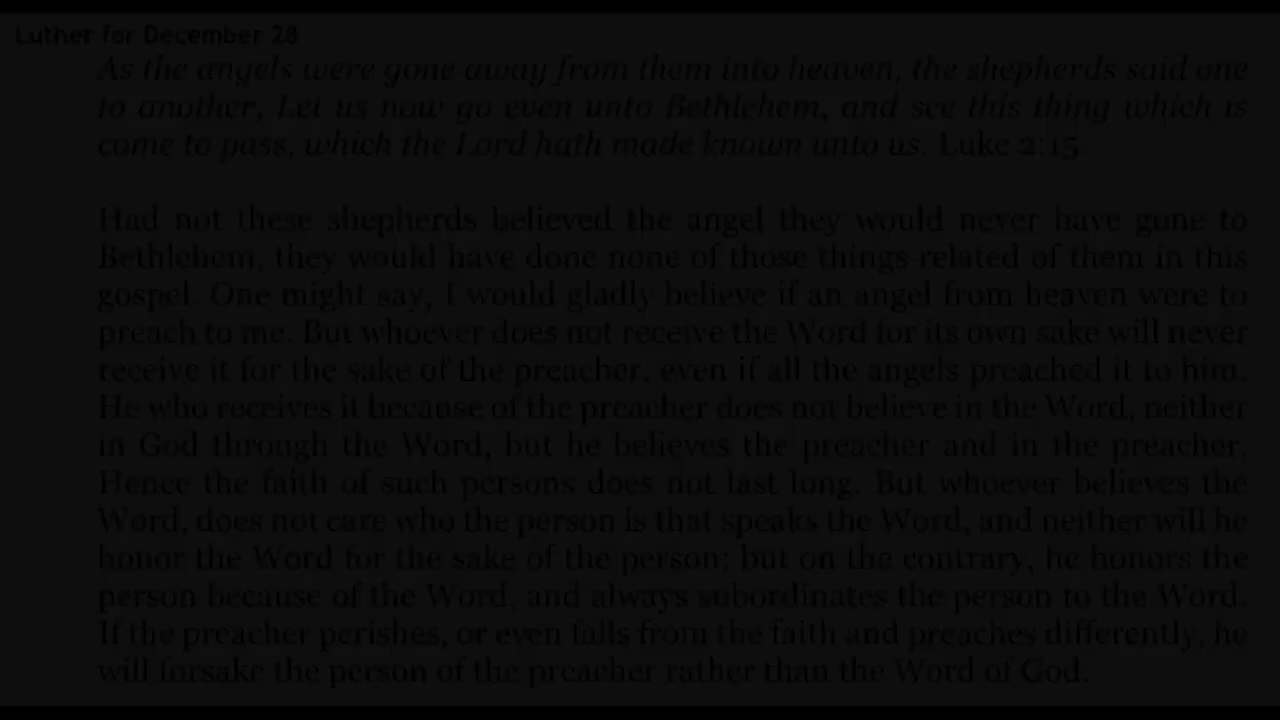 Luther for December 28
As the angels were gone away from them into heaven, the shepherds said one
to another, Let us now go even unto Bethlehem, and see this thing which is
come to pass, which the Lord hath made known unto us. Luke 2:15
Had not these shepherds believed the angel they would never have gone to
Bethlehem, they would have done none of those things related of them in this
gospel. One might say, I would gladly believe if an angel from heaven were to
preach to me. But whoever does not receive the Word for its own sake will never
receive it for the sake of the preacher, even if all the angels preached it to him.
He who receives it because of the preacher does not believe in the Word, neither
in God through the Word, but he believes the preacher and in the preacher.
Hence the faith of such persons does not last long. But whoever believes the
Word, does not care who the person is that speaks the Word, and neither will he
honor the Word for the sake of the person; but on the contrary, he honors the
person because of the Word, and always subordinates the person to the Word.
If the preacher perishes, or even falls from the faith and preaches differently, he
will forsake the person of the preacher rather than the Word of God.